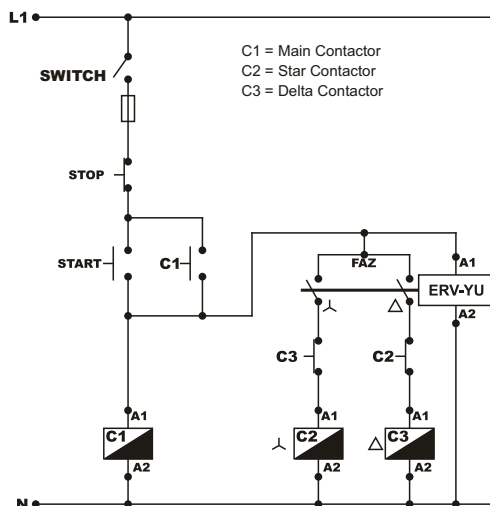 L1
C1 = Main Contactor
C2 = Star Contactor
C3 = Delta Contactor
SWITCH
STOP
START
C1
FAZ
A1
ERV-YU
A2
C3
C2
A1
A1
A1
C1
C2
C3
A2
A2
A2
N